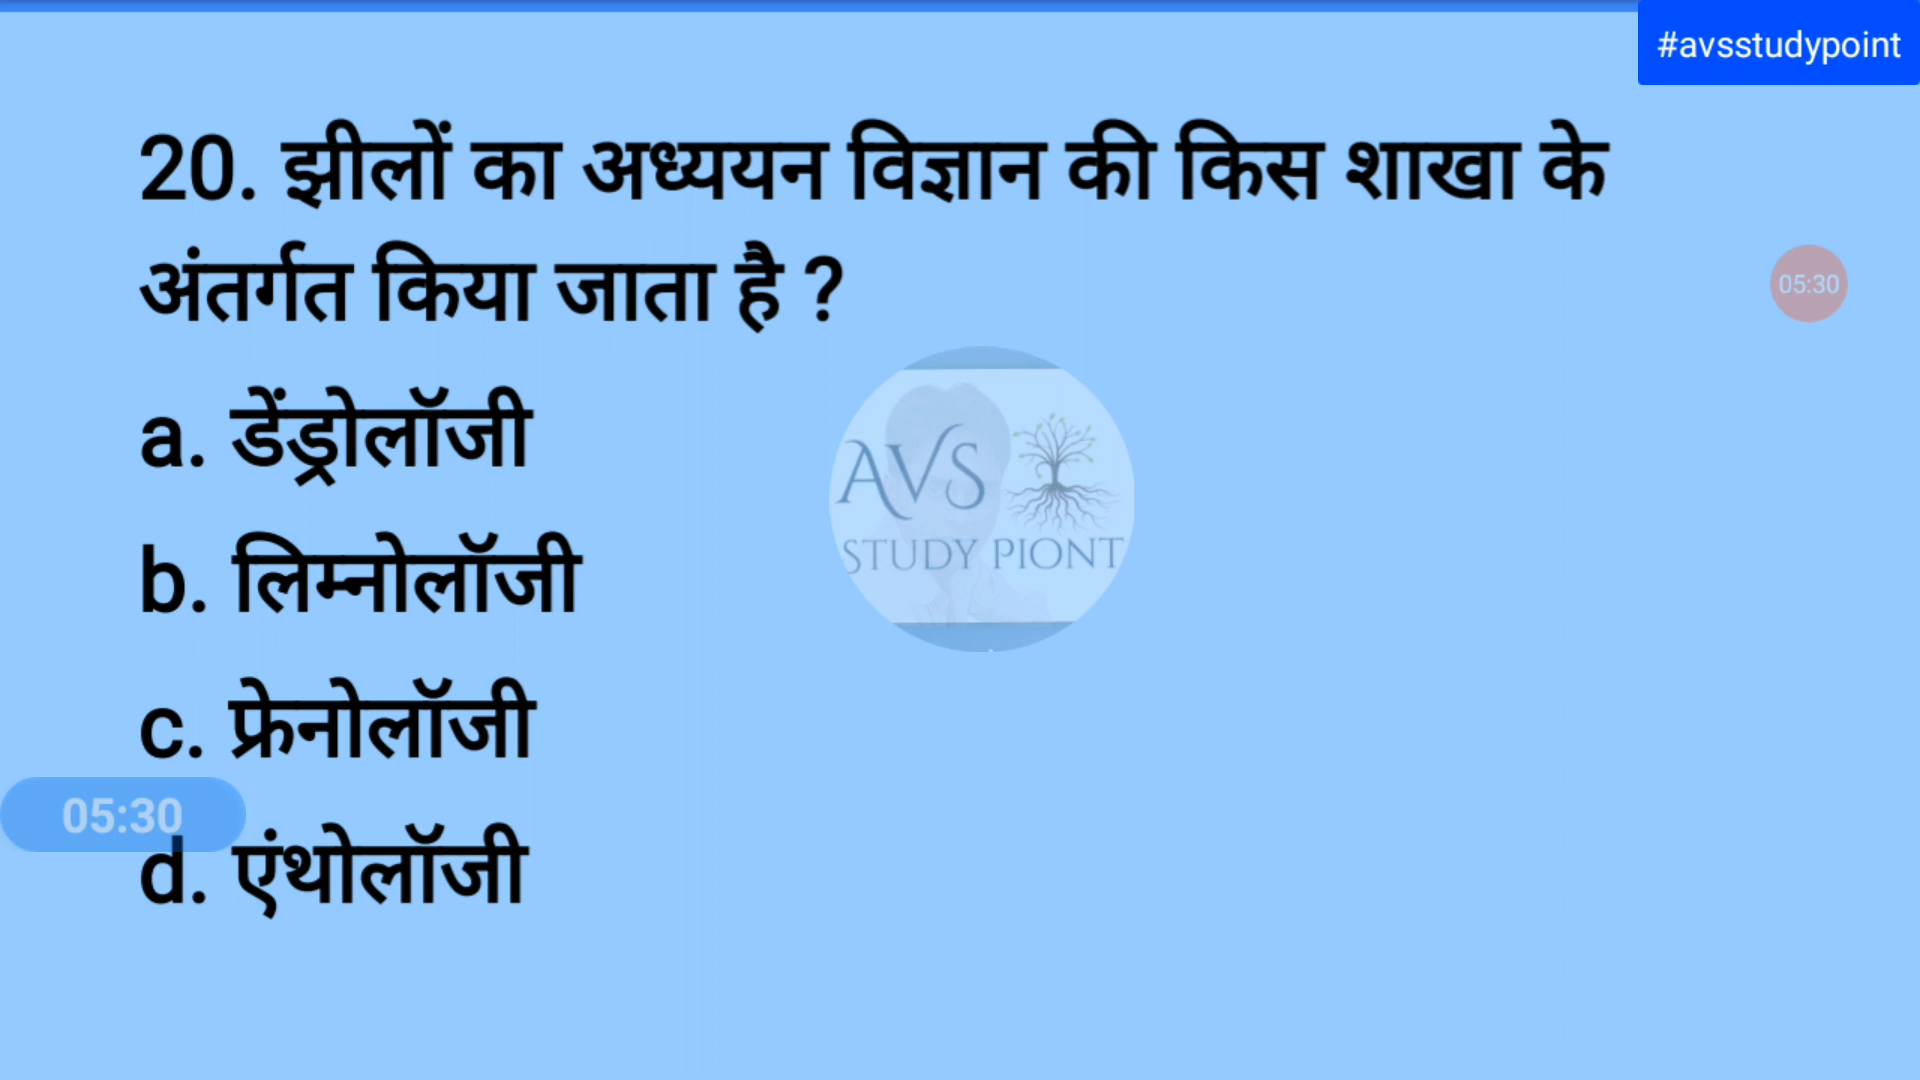 #avsstudypoint
20. झीलों का अध्ययन विज्ञान की किस शाखा के
अंतर्गत किया जाता है ?
05:30
a. डेंड्रोलॉजी
AVS
STUDY PIONT
b. लिम्नोलॉजी
c. फ्रेनोलॉजी
05:30
d. एंथोलॉजी